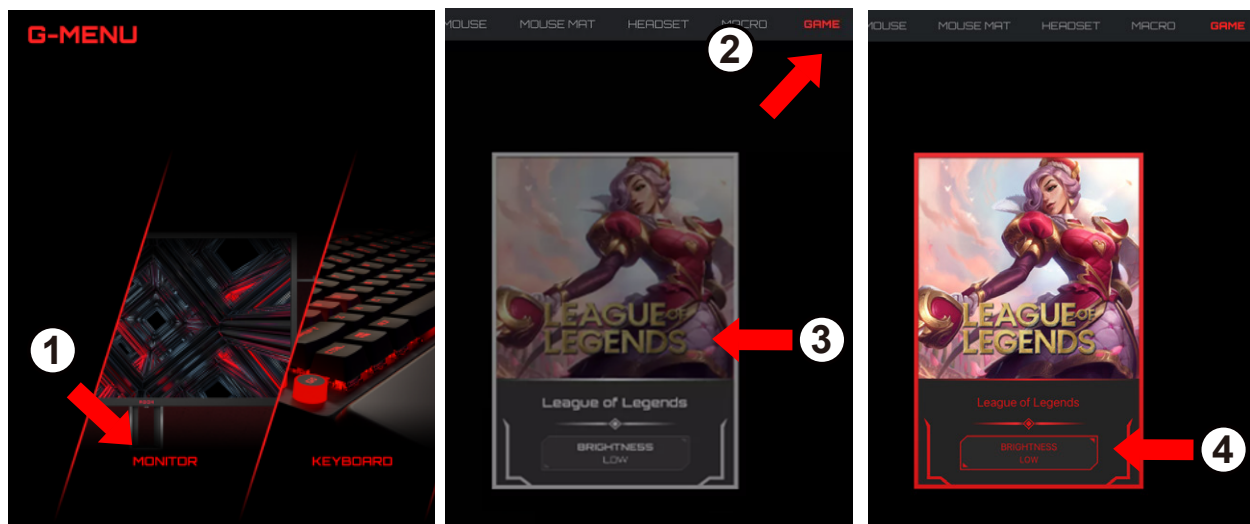 G-MENU
1
MONITOR
KEYBOARD
MOUSE MOUSE MAT HEADSET MACRO GAME
2
LEAGUE OF
LEGENDS
3
League of Legends
BRIGHTNESS
LOW
MOUSE MOUSE MAT HEADSET MACRO GAME
LEAGUE OF
LEGENDS
League of Legends
BRIGHTNESS
LOW
4